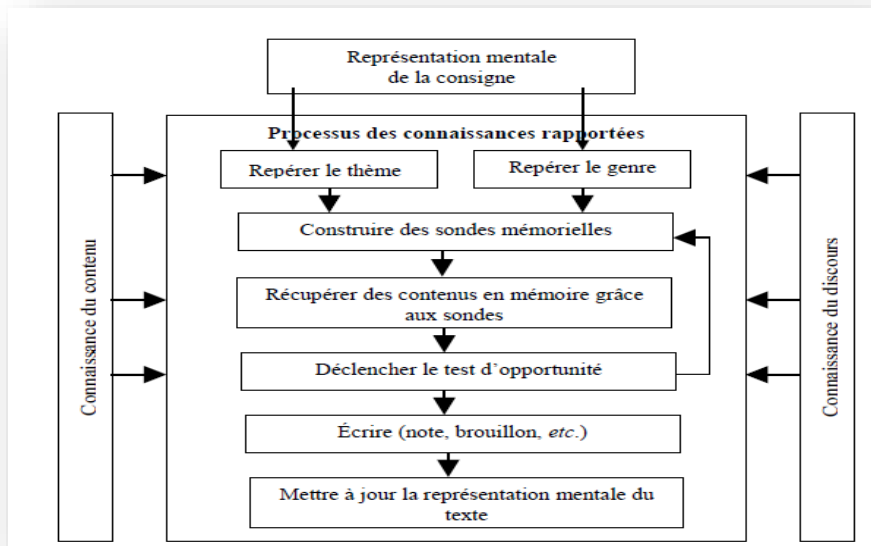 Représentation mentale
de la consigne
Processus des connaissances rapportées
Repérer le thème
Repérer le genre
Construire des sondes mémorielles
Récupérer des contenus en mémoire grâce
aux sondes
Déclencher le test d’opportunité
Écrire (note, brouillon, etc.)
Mettre à jour la représentation mentale du
texte
Connaissance du contenu
Connaissance du discours